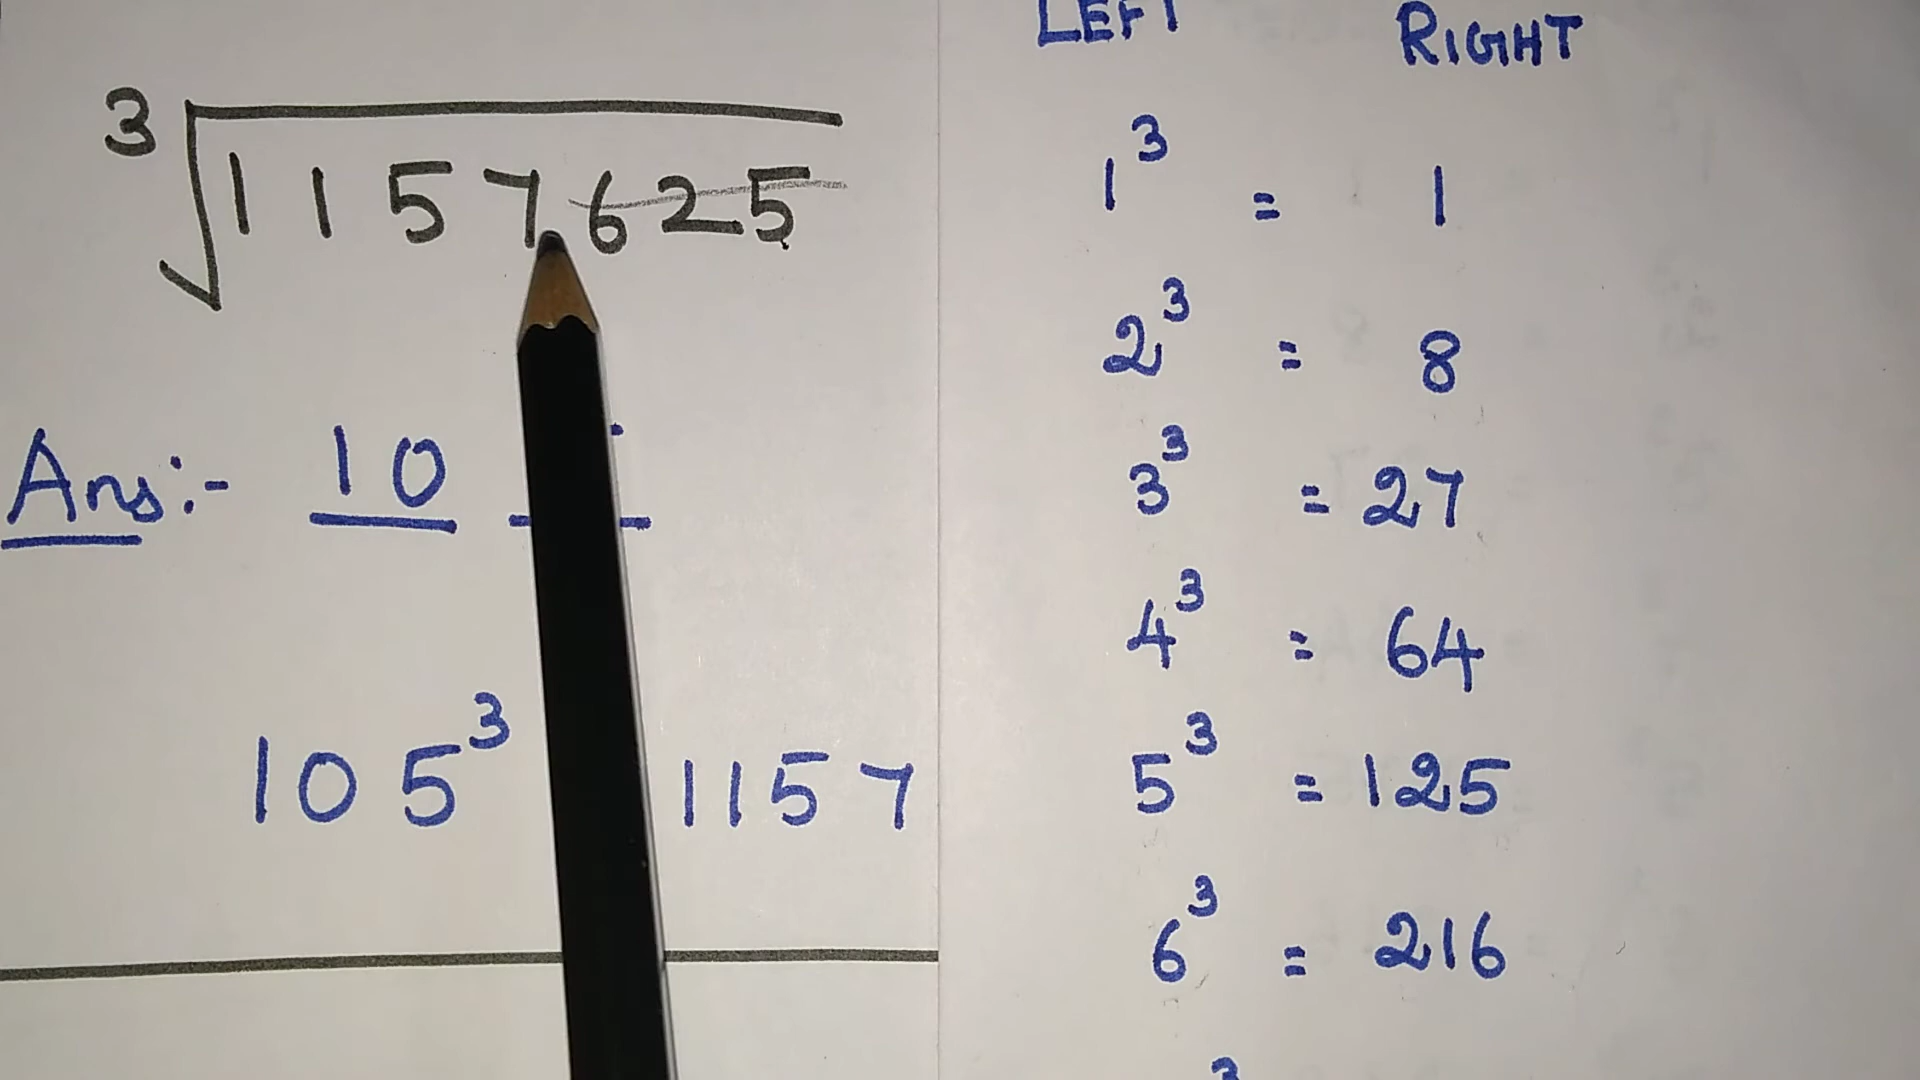 3√1157625
Ans:- 10
105³ 1157
LEFT RIGHT
1³ = 1
2³ = 8
3³ = 27
4³ = 64
5³ = 125
6³ = 216
3